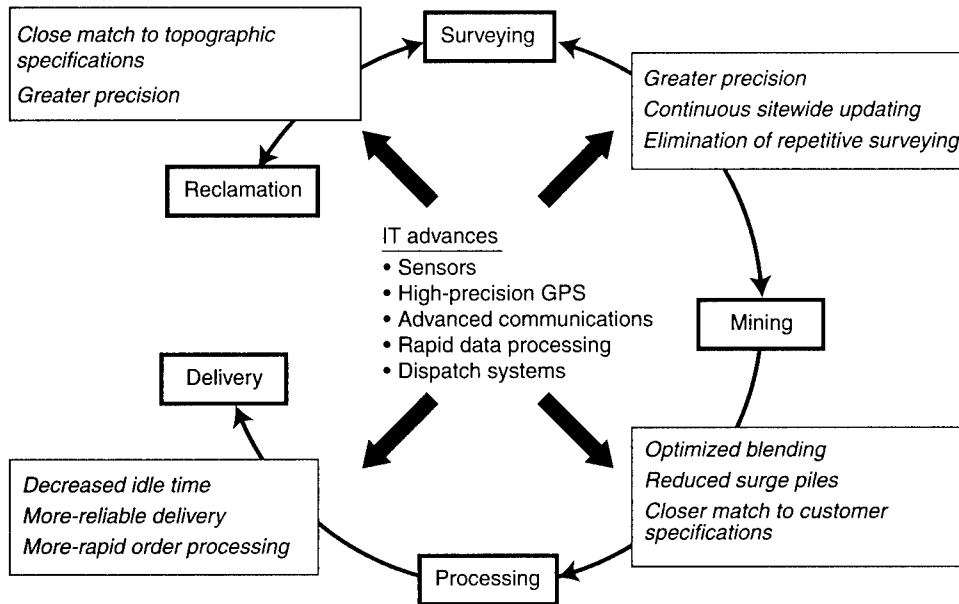 Close match to topographic
specifications
Greater precision
Surveying
Greater precision
Continuous sitewide updating
Elimination of repetitive surveying
Reclamation
IT advances
• Sensors
• High-precision GPS
• Advanced communications
• Rapid data processing
• Dispatch systems
Mining
Delivery
Decreased idle time
More-reliable delivery
More-rapid order processing
Optimized blending
Reduced surge piles
Closer match to customer
specifications
Processing